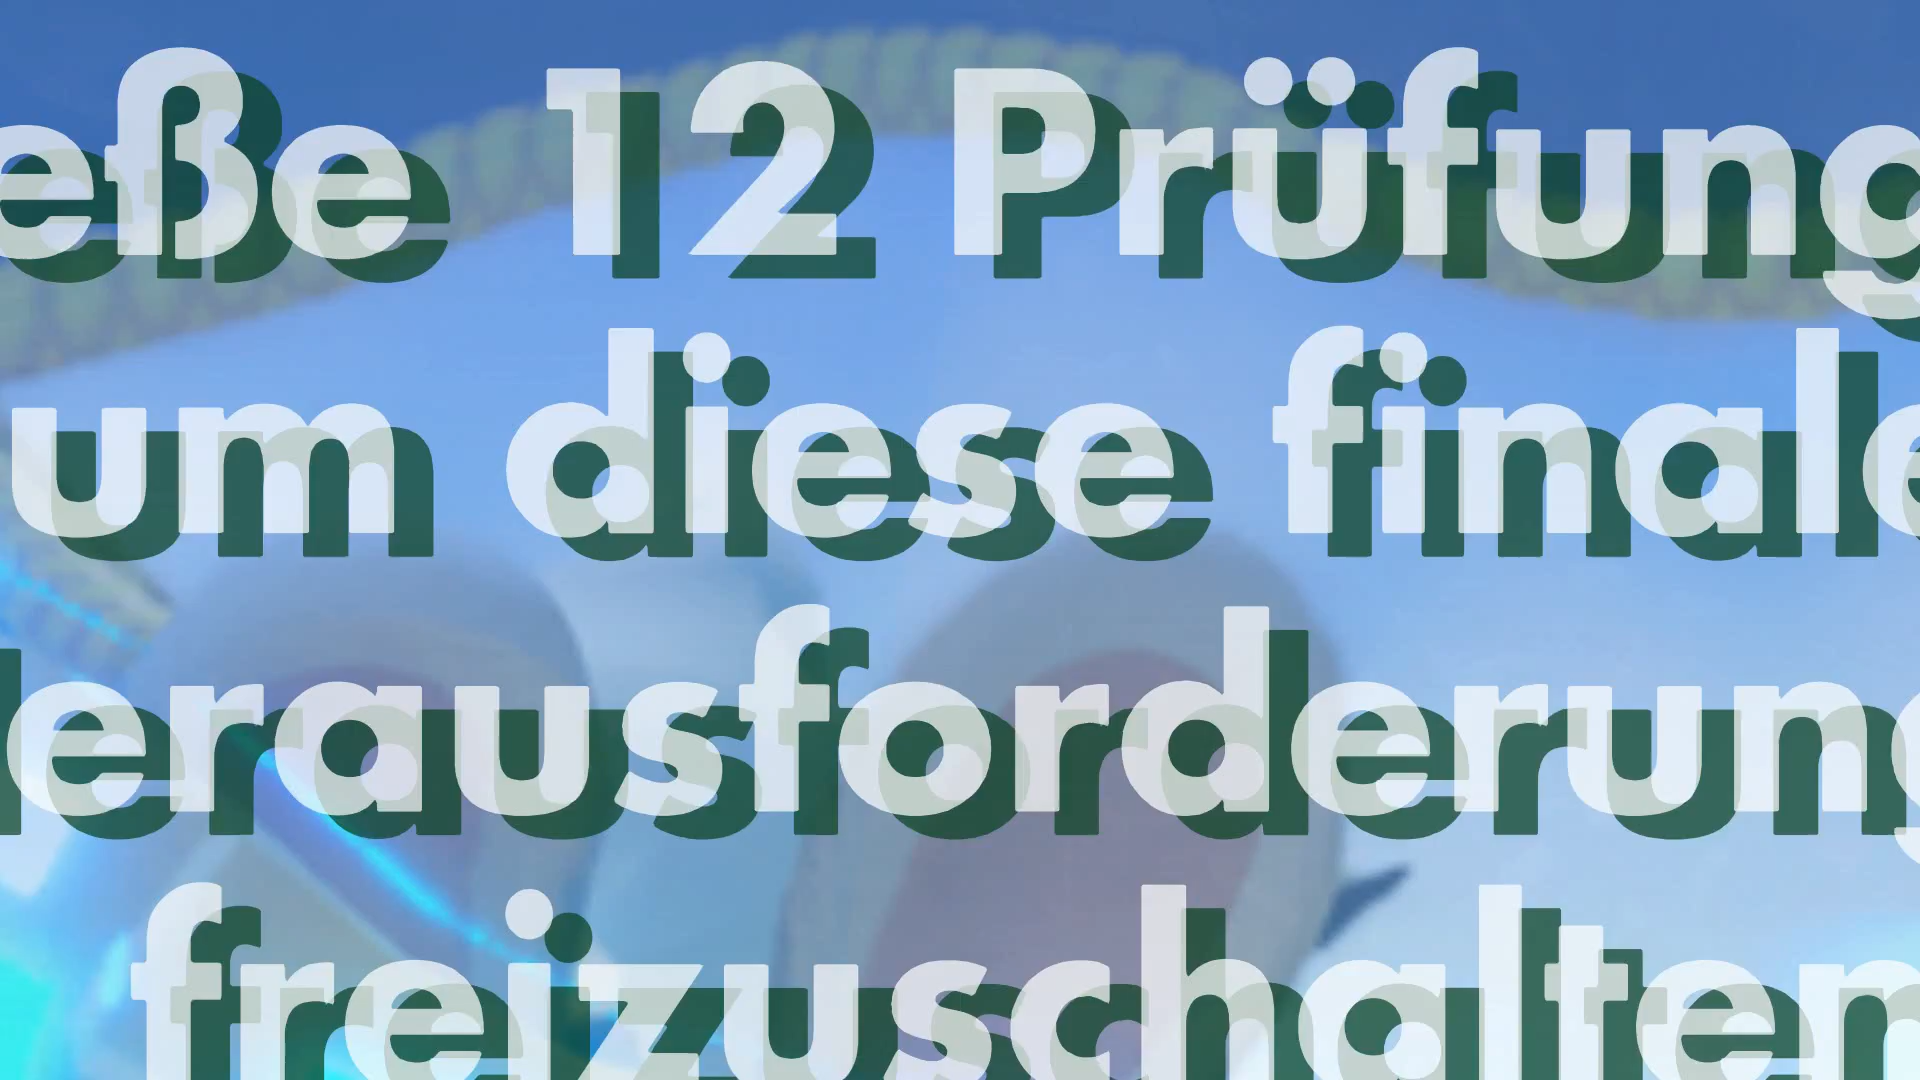 eße 12 Prüfung
um diese finale
erausforderung
freizuschalten